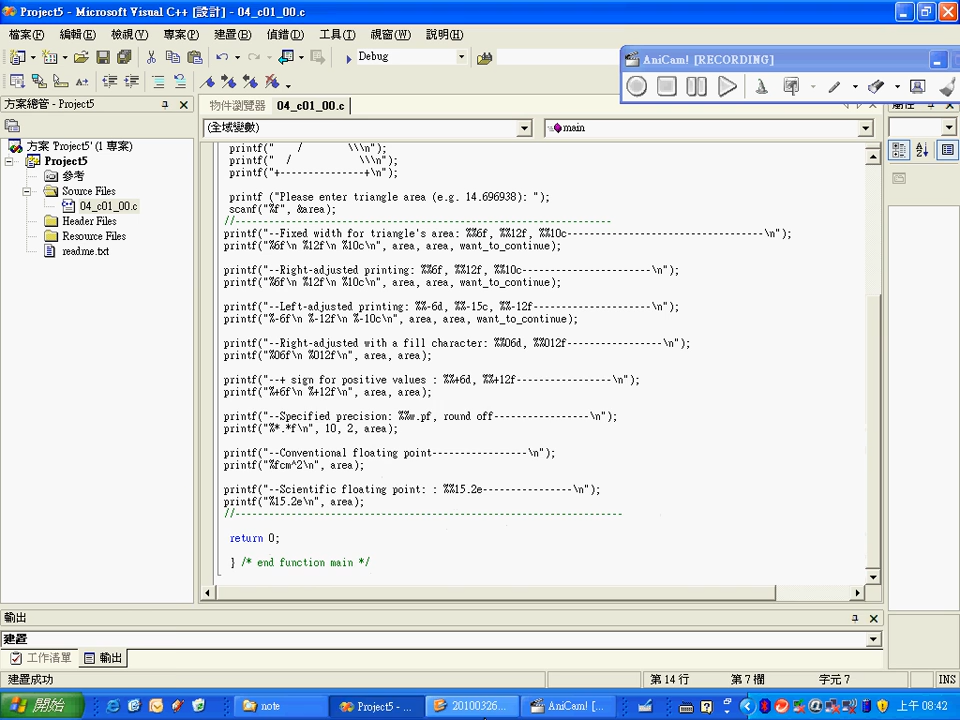 Project5 - Microsoft Visual C++ [設計] - 04_c01_00.c
檔案(F) 編輯(E) 檢視(V) 專案(P) 建置(B) 偵錯(D) 工具(T) 視窗(W) 說明(H)
Debug
AniCam! [RECORDING]
方案總管 - Project5
物件瀏覽器 04_c01_00.c
(全域變數)
main
方案 'Project5' (1 專案)
Project5
參考
Source Files
04_c01_00.c
Header Files
Resource Files
readme.txt
printf(" / \\\n");
printf(" / \\\n");
printf("+---------------+\n");
printf ("Please enter triangle area (e.g. 14.696938): ");
scanf("%f", &area);
//-------------------------------------------------------------------
printf("--Fixed width for triangle's area: %%6f, %%12f, %%10c-----------------------------------\n");
printf("%6f\n %12f\n %10c\n", area, area, want_to_continue);
printf("--Right-adjusted printing: %%6f, %%12f, %%10c-----------------------\n");
printf("%6f\n %12f\n %10c\n", area, area, want_to_continue);
printf("--Left-adjusted printing: %%-6d, %%-15c, %%-12f---------------------\n");
printf("%-6f\n %-12f\n %-10c\n", area, area, want_to_continue);
printf("--Right-adjusted with a fill character: %%06d, %%012f-----------------\n");
printf("%06f\n %012f\n", area, area);
printf("--+ sign for positive values : %%+6d, %%+12f-----------------\n");
printf("%+6f\n %+12f\n", area, area);
printf("--Specified precision: %%w.pf, round off-----------------\n");
printf("%*.*f\n", 10, 2, area);
printf("--Conventional floating point-----------------\n");
printf("%fcm^2\n", area);
printf("--Scientific floating point: : %%15.2e----------------\n");
printf("%15.2e\n", area);
//---------------------------------------------------------------------
return 0;
} /* end function main */
輸出
建置
工作清單 輸出
建置成功 第 14 行 第 7 欄 字元 7 INS
開始 note Project5 - ... 20100326... AniCam! [... 上午 08:42